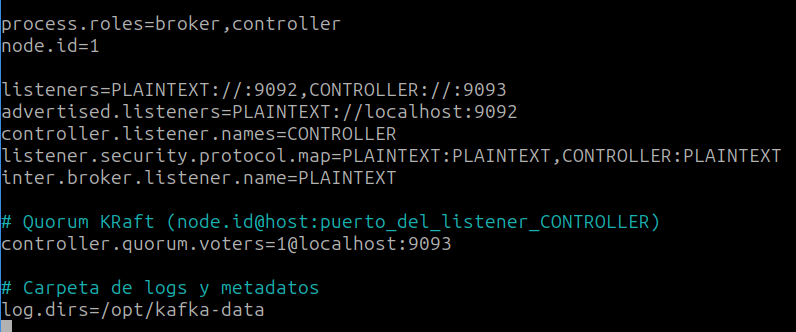 process.roles=broker,controller
node.id=1
listeners=PLAINTEXT://:9092,CONTROLLER://:9093
advertised.listeners=PLAINTEXT://localhost:9092
controller.listener.names=CONTROLLER
listener.security.protocol.map=PLAINTEXT:PLAINTEXT,CONTROLLER:PLAINTEXT
inter.broker.listener.name=PLAINTEXT
# Quorum KRaft (node.id@host:puerto_del_listener_CONTROLLER)
controller.quorum.voters=1@localhost:9093
# Carpeta de logs y metadatos
log.dirs=/opt/kafka-data